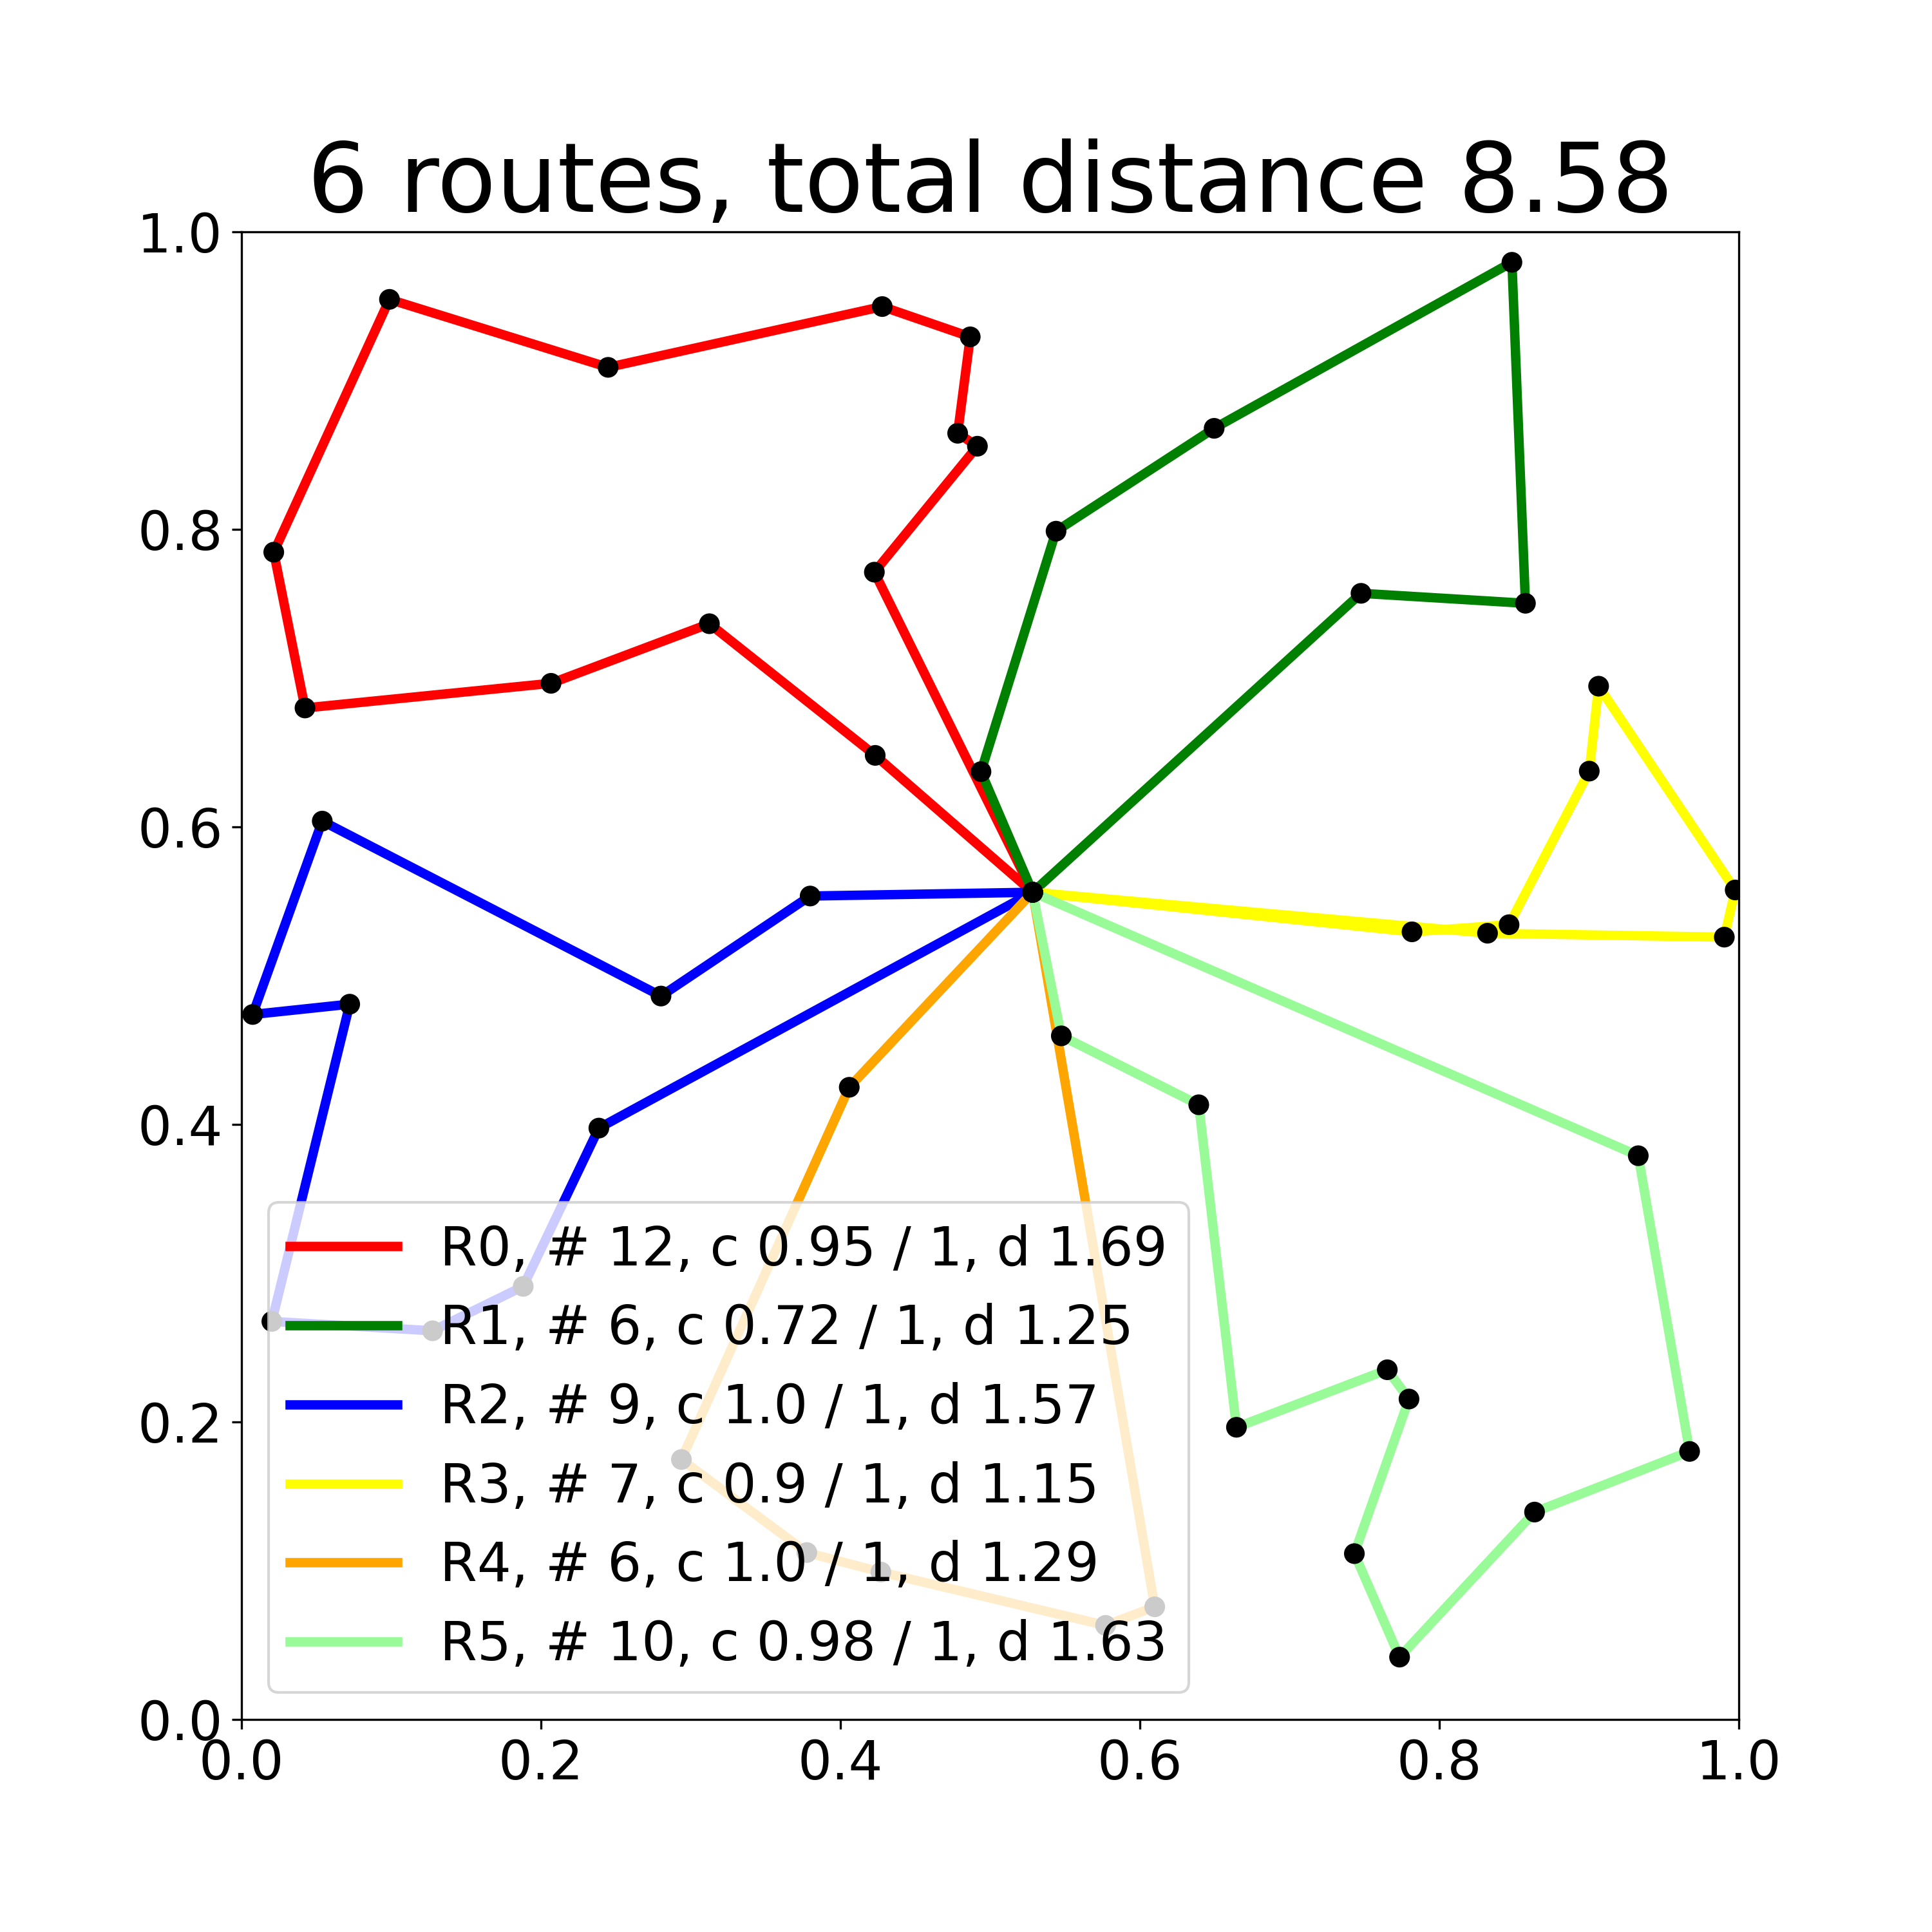 6 routes, total distance 8.58
1.0
0.8
0.6
0.4
0.2
0.0
R0, # 12, c 0.95 / 1, d 1.69
R1, # 6, c 0.72 / 1, d 1.25
R2, # 9, c 1.0 / 1, d 1.57
R3, # 7, c 0.9 / 1, d 1.15
R4, # 6, c 1.0 / 1, d 1.29
R5, # 10, c 0.98 / 1, d 1.63
0.0 0.2 0.4 0.6 0.8 1.0